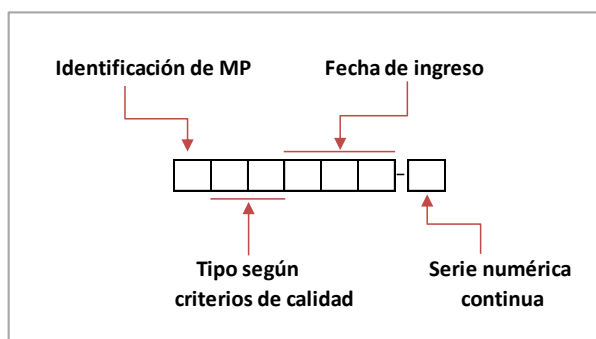 Identificación de MP
Fecha de ingreso
-
Tipo según
criterios de calidad
Serie numérica
continua